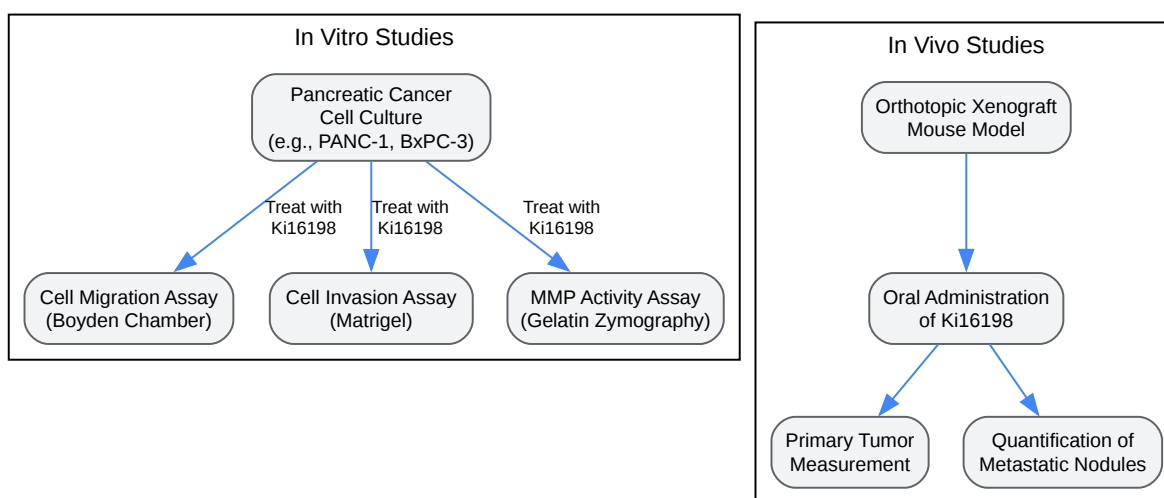 In Vitro Studies
Pancreatic Cancer
Cell Culture
(e.g., PANC-1, BxPC-3)
Treat with
Ki16198
Treat with
Ki16198
Treat with
Ki16198
Cell Migration Assay
(Boyden Chamber)
Cell Invasion Assay
(Matrigel)
MMP Activity Assay
(Gelatin Zymography)
In Vivo Studies
Orthotopic Xenograft
Mouse Model
Oral Administration
of Ki16198
Primary Tumor
Measurement
Quantification of
Metastatic Nodules